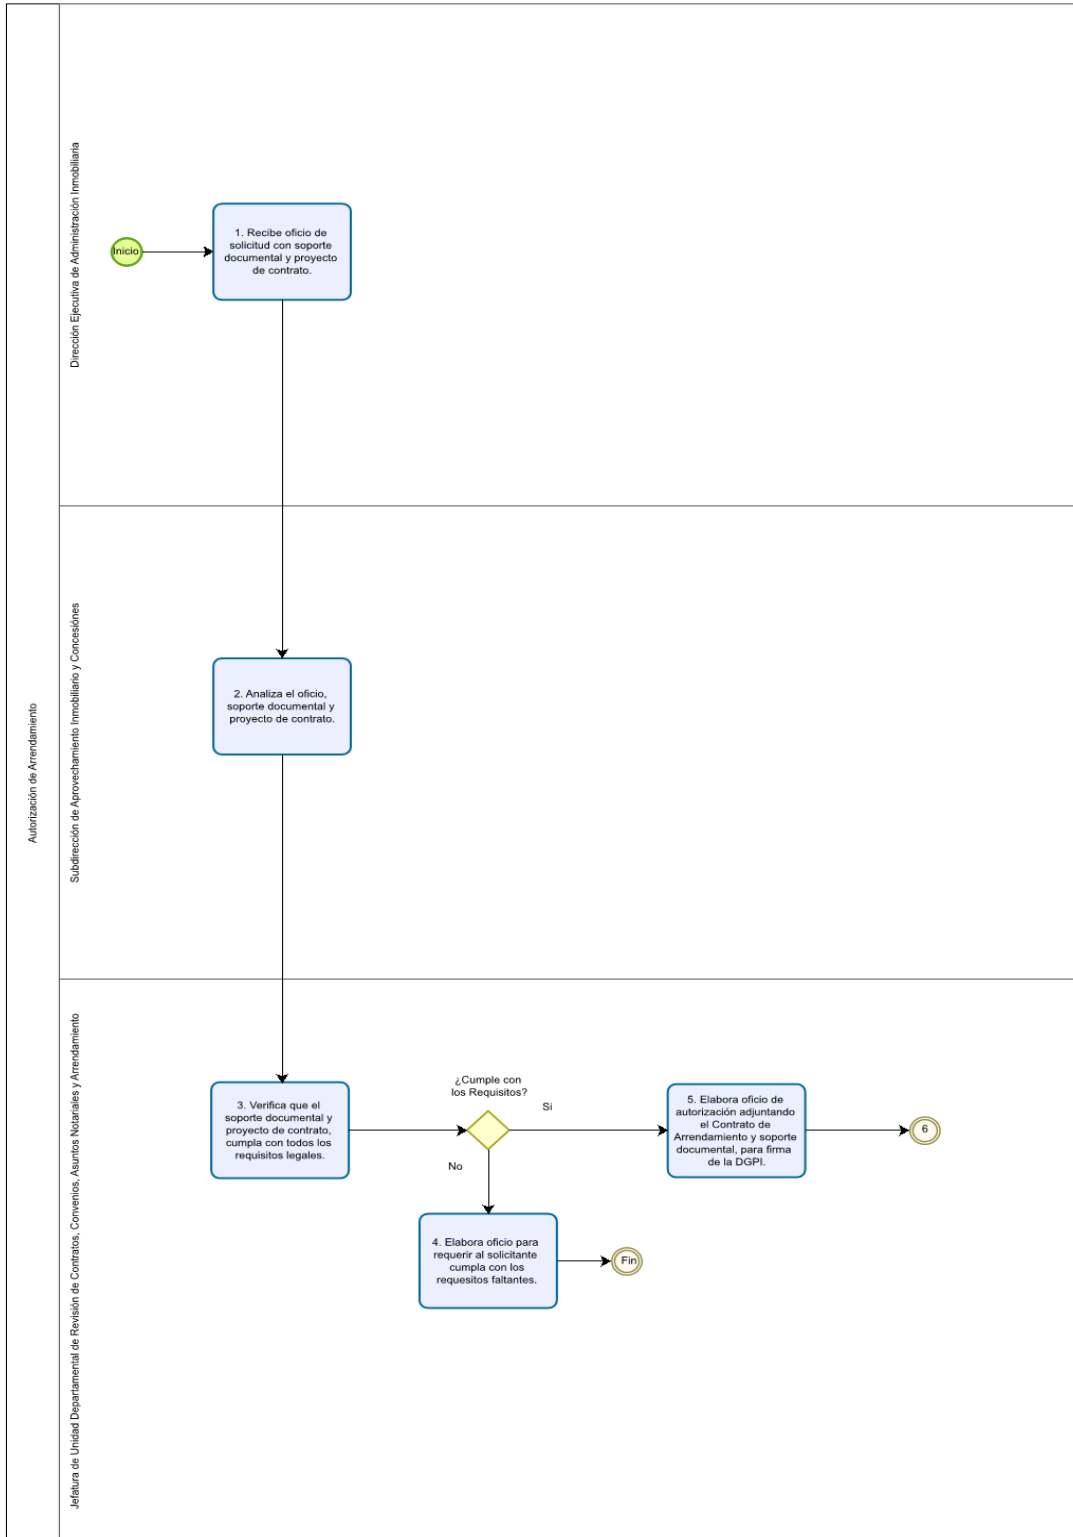 Autorización de Arrendamiento
Dirección Ejecutiva de Administración Inmobiliaria
Inicio
1. Recibe oficio de
solicitud con soporte
documental y proyecto
de contrato.
Subdirección de Aprovechamiento Inmobiliario y Concesiónes
2. Analiza el oficio,
soporte documental y
proyecto de contrato.
Jefatura de Unidad Departamental de Revisión de Contratos, Convenios, Asuntos Notariales y Arrendamiento
3. Verifica que el
soporte documental y
proyecto de contrato,
cumpla con todos los
requisitos legales.
¿Cumple con
los Requisitos?
Si
No
5. Elabora oficio de
autorización adjuntando
el Contrato de
Arrendamiento y soporte
documental, para firma
de la DGPI.
6
4. Elabora oficio para
requerir al solicitante
cumpla con los
requesitos faltantes.
Fin